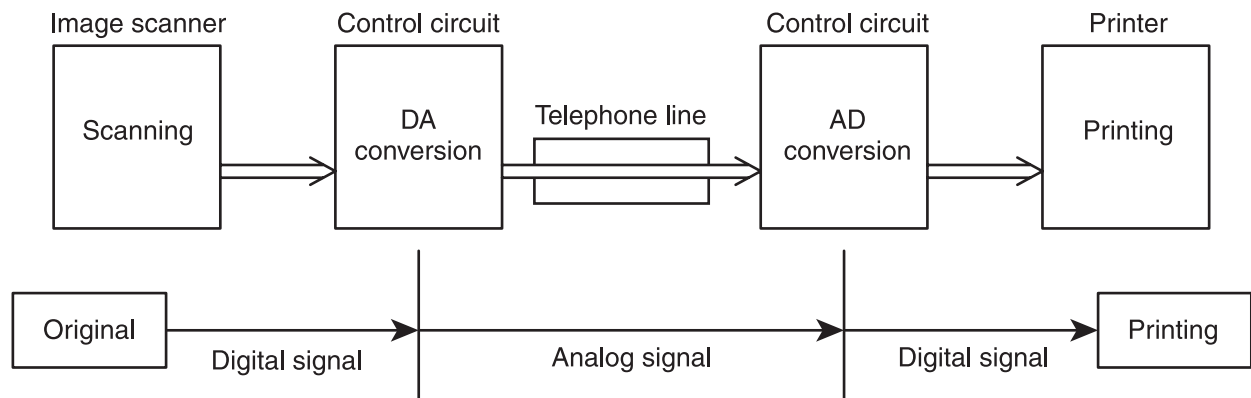 Image scanner
Control circuit
Control circuit
Printer
Scanning
DA
conversion
Telephone line
AD
conversion
Printing
Original
Digital signal
Analog signal
Digital signal
Printing